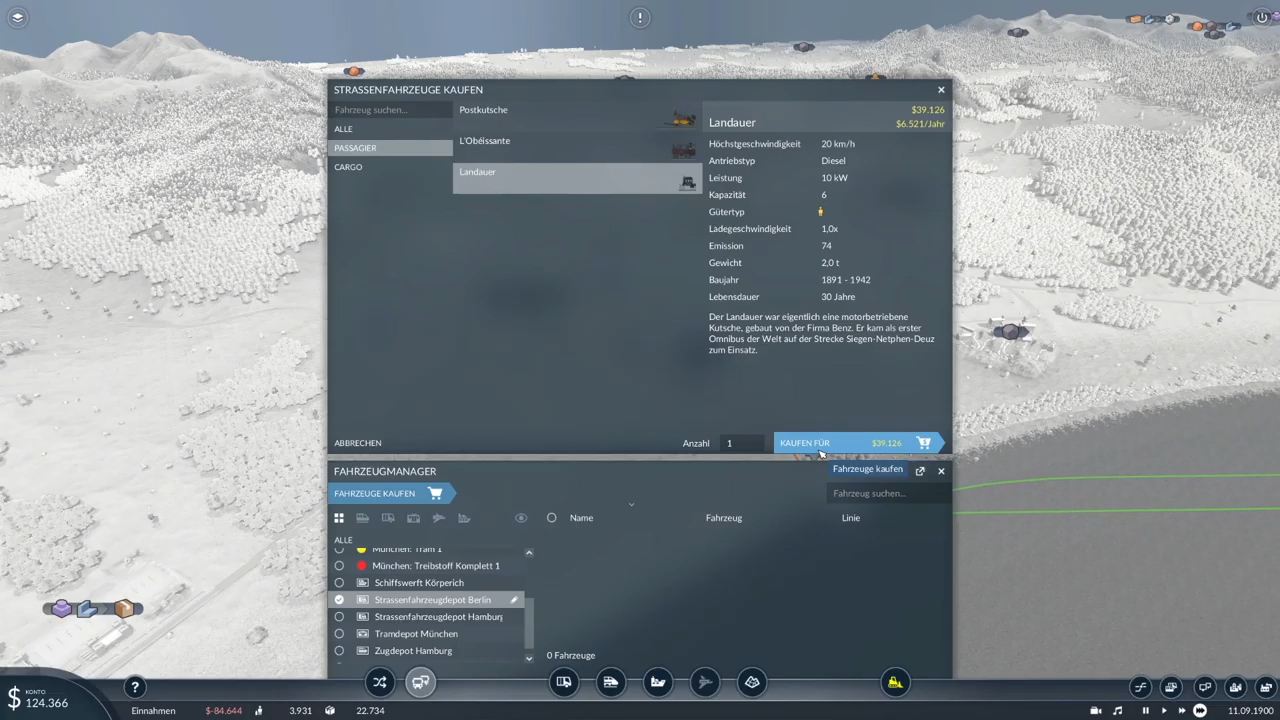 STRASSENFAHRZEUGE KAUFEN
Fahrzeug suchen...
ALLE
PASSAGIER
CARGO
Postkutsche
L'Obéissante
Landauer
$39.126
Landauer
$6.521/Jahr
Höchstgeschwindigkeit 20 km/h
Antriebstyp Diesel
Leistung 10 kW
Kapazität 6
Gütertyp
Ladegeschwindigkeit 1,0x
Emission 74
Gewicht 2,0 t
Baujahr 1891 - 1942
Lebensdauer 30 Jahre
Der Landauer war eigentlich eine motorbetriebene
Kutsche, gebaut von der Firma Benz. Er kam als erster
Omnibus der Welt auf der Strecke Siegen-Netphen-Deuz
zum Einsatz.
ABBRECHEN
Anzahl 1
KAUFEN FÜR $39.126
FAHRZEUGMANAGER
Fahrzeuge kaufen
FAHRZEUGE KAUFEN
Fahrzeug suchen...
Name Fahrzeug Linie
ALLE
München: Tram 1
München: Treibstoff Komplett 1
Schiffswerft Körperich
Strassenfahrzeugdepot Berlin
Strassenfahrzeugdepot Hamburg
Tramdepot München
Zugdepot Hamburg
0 Fahrzeuge
$ KONTO
124.366
?
Einnahmen $-84.644 3.931 22.734
11.09.1900